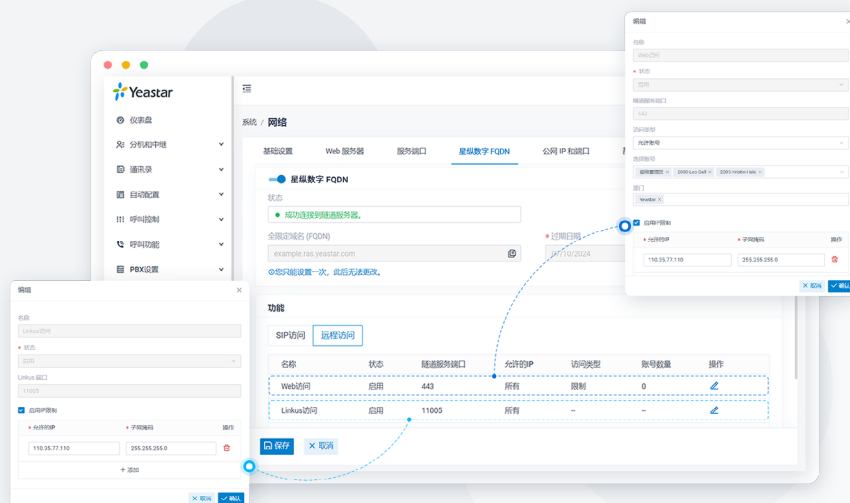 Yeastar
仪表盘
分机和中继
通讯录
自动配置
呼叫控制
呼叫功能
PBX设置
系统 / 网络
基础设置 Web 服务器 服务端口 星纵数字 FQDN 公网 IP 和端口
星纵数字 FQDN
状态
成功连接到隧道服务器。
全限定域名 (FQDN)
example.ras.yeastar.com
您只能设置一次，此后无法更改。
* 过期日期
07/10/2024
功能
SIP访问 远程访问
名称 状态 隧道服务端口 允许的IP 访问类型 账号数量 操作
Web访问 启用 443 所有 限制 0
Linkus访问 启用 11005 所有 -- --
保存 取消
编辑
名称
Web访问
* 状态
启用
隧道服务端口
443
访问类型
允许账号
选择账号
部门
Yeastar
启用IP限制
* 允许的IP * 子网掩码 操作
110.35.77.110 255.255.255.0
取消 确认
编辑
名称
Linkus访问
* 状态
启用
Linkus 端口
11005
启用IP限制
* 允许的IP * 子网掩码 操作
110.35.77.110 255.255.255.0
+ 添加
取消 确认